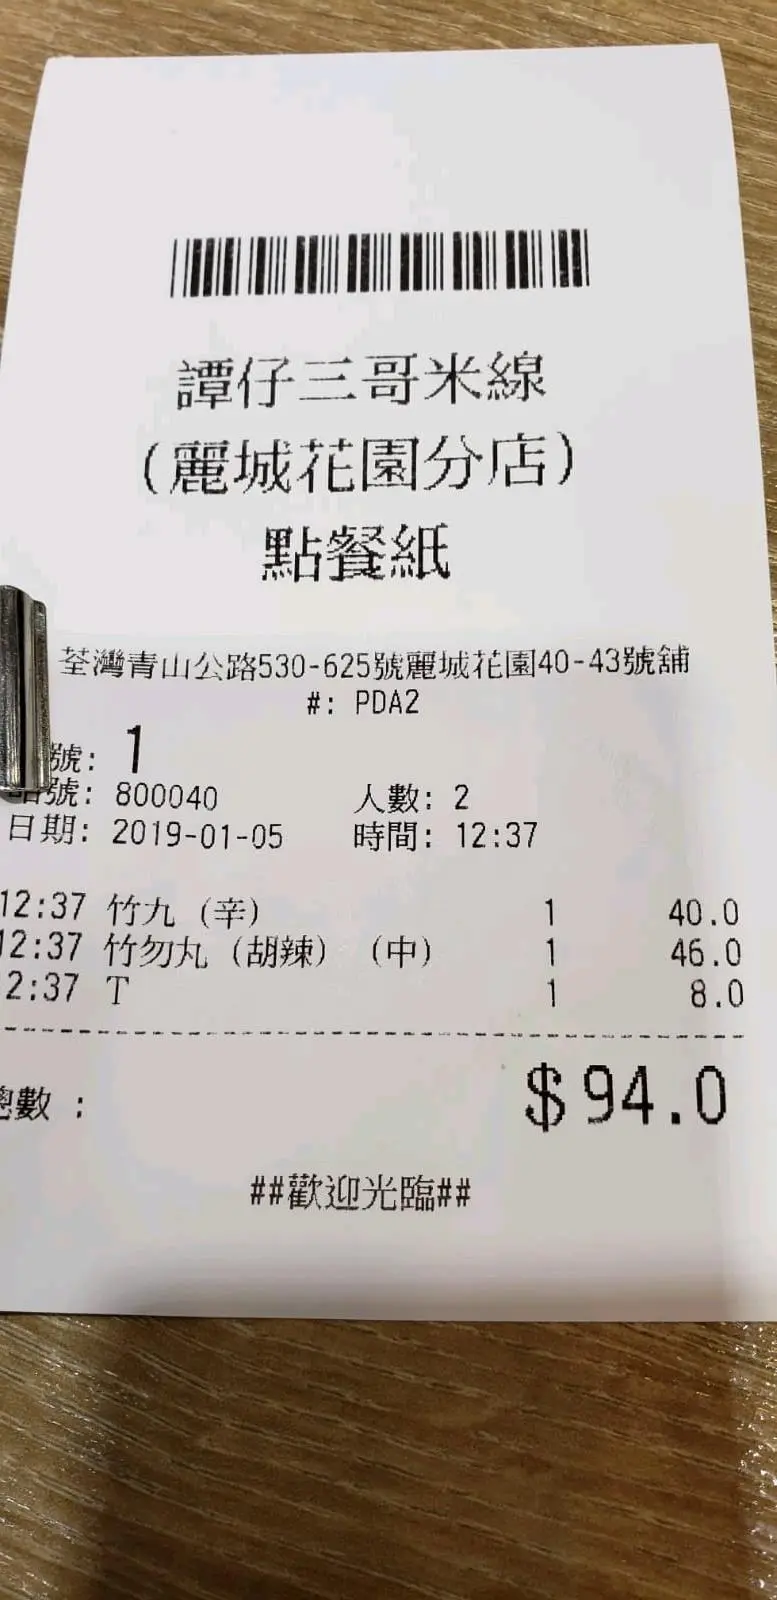 譚仔三哥米線
(麗城花園分店)
點餐紙
荃灣青山公路530-625號麗城花園40-43號舖
#: PDA2
號: 1
號: 800040 人數: 2
日期: 2019-01-05 時間: 12:37
12:37 竹九 (辛) 1 40.0
12:37 竹勿丸 (胡辣) (中) 1 46.0
2:37 T 1 8.0
總數 : $94.0
##歡迎光臨##